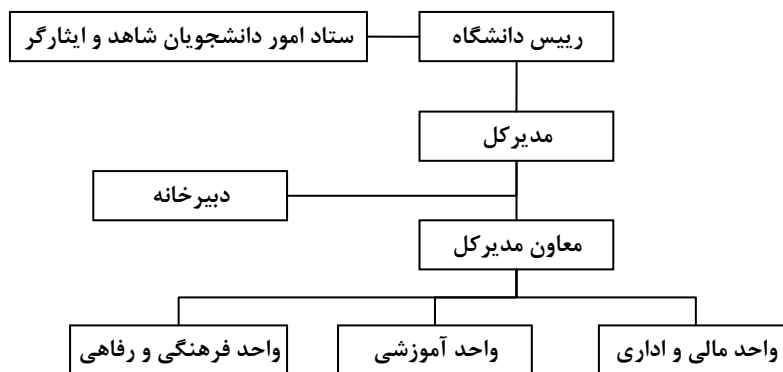 رییس دانشگاه
ستاد امور دانشجویان شاهد و ایثارگر
مدیرکل
دبیرخانه
معاون مدیرکل
واحد مالی و اداری
واحد آموزشی
واحد فرهنگی و رفاهی